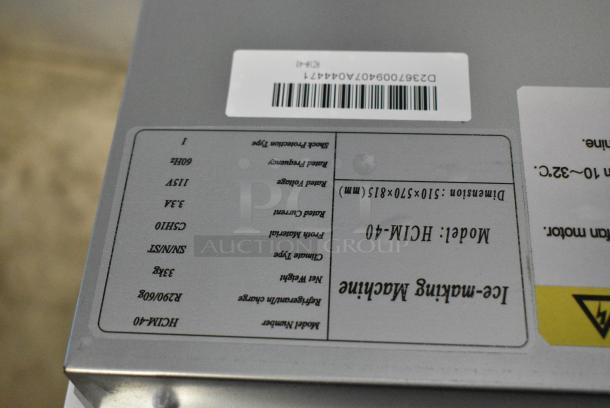 Ice-making Machine
Model: HCIM-40
Dimension :510×570×815(mm)
Model Number HCIM-40
Refrigerant/in charge R290/60g
Net Weight 33kg
Climate Type SN/N/ST
Froth Material C5H10
Rated Current 3.3A
Rated Voltage 115V
Rated Frequency 60Hz
Shock Protection Type I
D2367009407A044471
fan motor.
n 10~32°C.
hine.
PCI
AUCTION GROUP